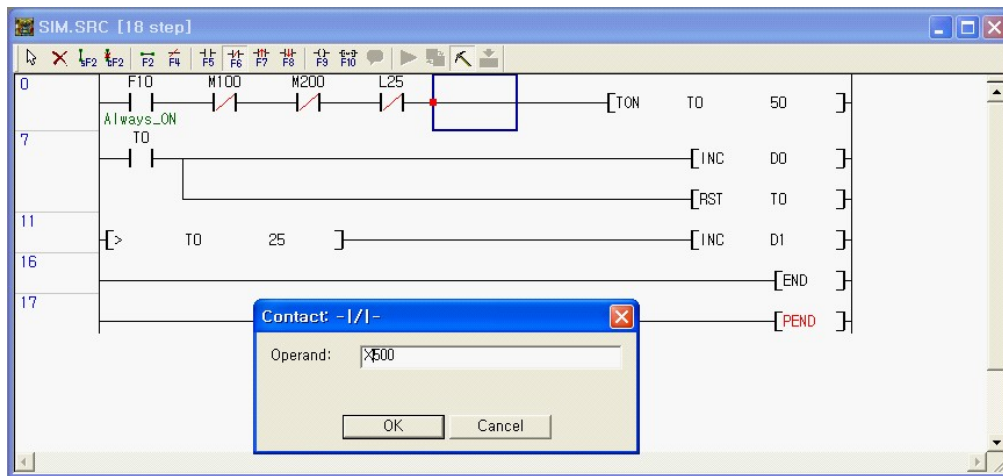 SIM.SRC [18 step]
sF2 sF2 F2 F4 F5 F6 F7 F8 F9 F10
0 F10 M100 M200 L25
[TON T0 50 ]
Always_ON
7 T0
[INC D0 ]
[RST T0 ]
11
[> T0 25 ] [INC D1 ]
16
[END ]
17
[PEND ]
Contact: -|/|-
Operand: X500
OK Cancel